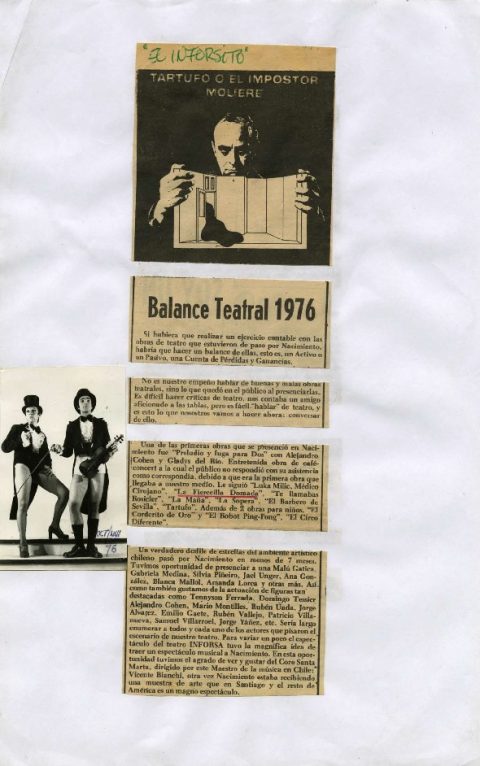 "EL INFORSITO"
TARTUFO O EL IMPOSTOR
MOLIERE
Balance Teatral 1976
Si hubiera que realizar un ejercicio contable con las
obras de teatro que estuvieron de paso por Nacimiento,
habría que hacer un balance de ellas, esto es, un Activo o
un Pasivo, una Cuenta de Pérdidas y Ganancias.
No es nuestro empeño hablar de buenas y malas obras
teatrales, sino lo que quedó en el público al presenciarlas.
Es difícil hacer críticas de teatro, nos contaba un amigo
aficionado a las tablas, pero es fácil "hablar" de teatro, y
es esto lo que nosotros vamos a hacer ahora: conversar
de ello.
Una de las primeras obras que se presentó en Naci-
miento fue "Preludio y fuga para Dos" con Alejandro
Cohen y Gladys del Río. Entretenida obra de café-
concert a la cual el público no respondió con su asistencia
como correspondía, debido a que era la primera obra que
llegaba a nuestro medio. Le siguió "Luka Milic, Médico
Cirujano", "La Fierecilla Domada", "Te llamabas
Rosicler", "La Maña", "La Sopera", "El Barbero de
Sevilla", "Tartufo". Además de 2 obras para niños, "El
Corderito de Oro" y "El Robot Ping-Pong", "El Circo
Diferente".
76
Un verdadero desfile de estrellas del ambiente artístico
chileno pasó por Nacimiento en menos de 7 meses.
Tuvimos oportunidad de presenciar a una Malú Gatica,
Gabriela Medina, Silvia Piñeiro, Jael Unger, Ana Gon-
zález, Blanca Mallol, Amanda Lorca y otras más. Así
como también gustamos de la actuación de figuras tan
destacadas como Tennyson Ferrada, Domingo Tessier
Alejandro Cohen, Mario Montilles, Rubén Uada, Jorge
Alvarez, Emilio Gaete, Rubén Vallejo, Patricio Villa-
nueva, Samuel Villarroel, Jorge Yáñez, etc. Sería largo
enumerar a todos y cada uno de los actores que pisaron el
escenario de nuestro teatro. Para variar un poco el espec-
táculo del teatro INFORSA tuvo la magnífica idea de
traer un espectáculo musical a Nacimiento. En esta opor-
tunidad tuvimos el agrado de ver y gustar del Coro Santa
Marta, dirigido por este Maestro de la música en Chile:
Vicente Bianchi, otra vez Nacimiento estaba recibiendo
una muestra de arte que en Santiago y el resto de
América es un magno espectáculo.